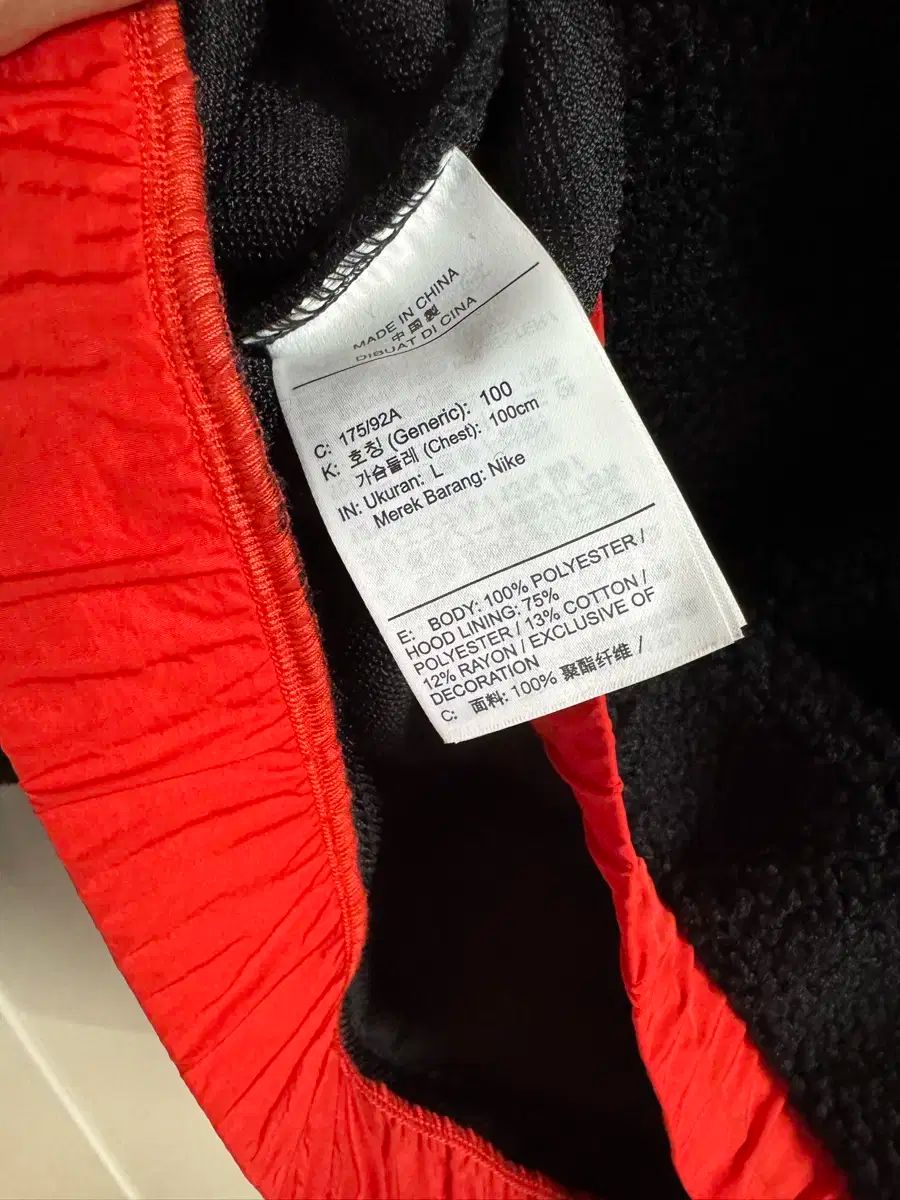 MADE IN CHINA
中国製
DIBUAT DI CINA
C: 175/92A
K: 호칭 (Generic): 100
가슴둘레 (Chest): 100cm
IN: Ukuran: L
Merek Barang: Nike
E: BODY: 100% POLYESTER /
HOOD LINING: 75%
POLYESTER / 13% COTTON /
12% RAYON / EXCLUSIVE OF
DECORATION
C: 面料: 100% 聚酯纤维 /